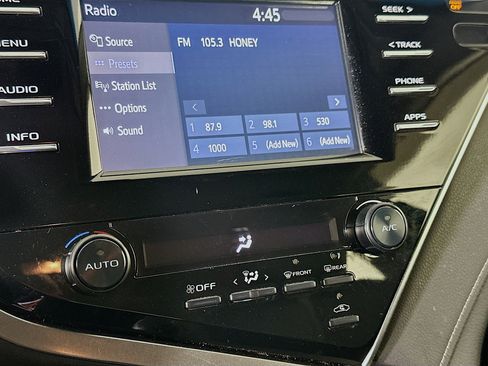 Radio 4:45
SEEK >
Source
FM 105.3 HONEY
MENU
Presets
< TRACK
Station List
AUDIO
PHONE
Options
INFO
Sound
APPS
1 87.9 2 98.1 3 530
4 1000 5 (Add New) 6 (Add New)
AUTO
A/C
OFF
FRONT
REAR